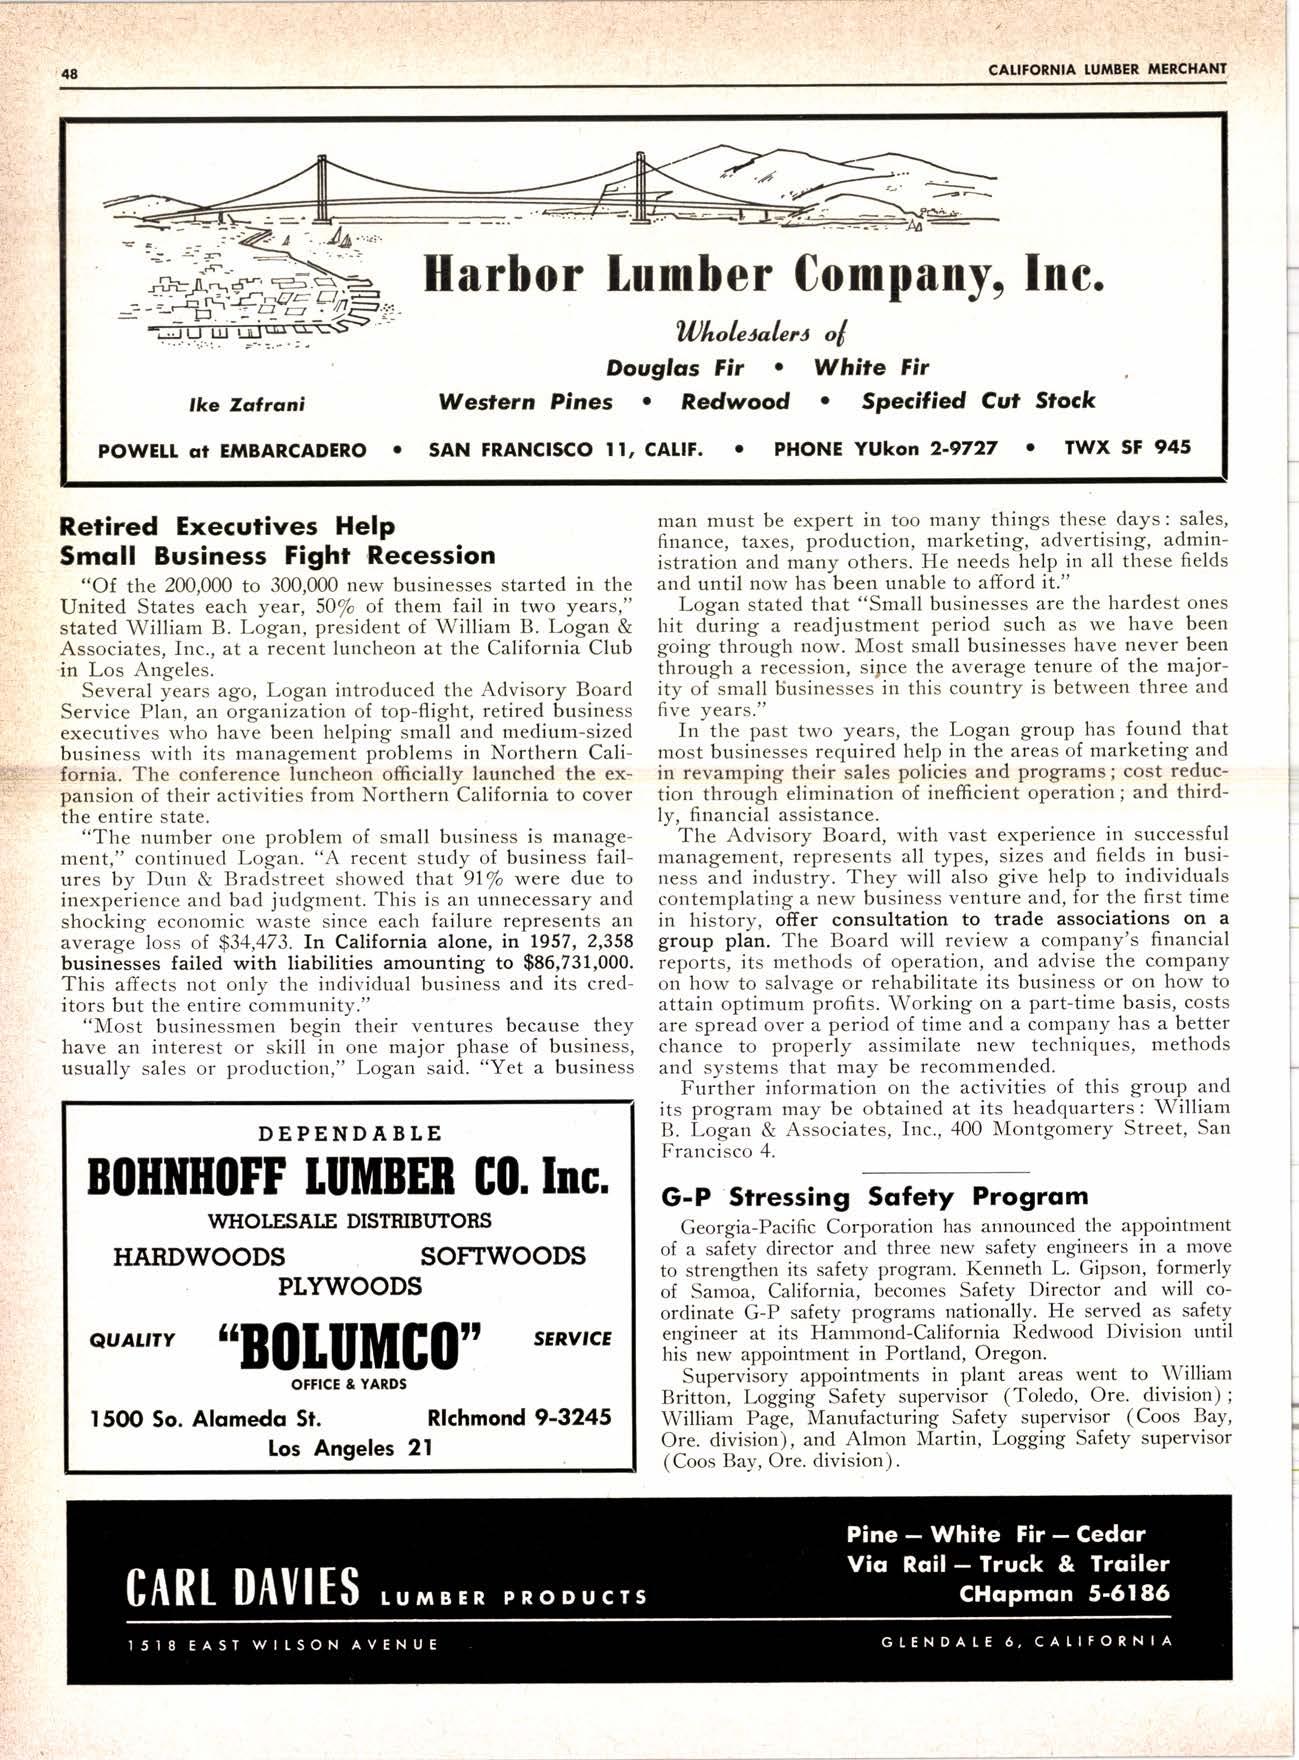 48
CALIFORNIA LUMBER MERCHANT
Harbor Lumber Company, Inc.
Wholesalers of
Douglas Fir • White Fir
Ike Zafrani
Western Pines • Redwood • Specified Cut Stock
POWELL at EMBARCADERO • SAN FRANCISCO 11, CALIF. • PHONE YUkon 2-9727 • TWX SF 945
Retired Executives Help
Small Business Fight Recession
"Of the 200,000 to 300,000 new businesses started in the
United States each year, 50% of them fail in two years,"
stated William B. Logan, president of William B. Logan &
Associates, Inc., at a recent luncheon at the California Club
in Los Angeles.
Several years ago, Logan introduced the Advisory Board
Service Plan, an organization of top-flight, retired business
executives who have been helping small and medium-sized
business with its management problems in Northern Cali-
fornia. The conference luncheon officially launched the ex-
pansion of their activities from Northern California to cover
the entire state.
"The number one problem of small business is manage-
ment," continued Logan. "A recent study of business fail-
ures by Dun & Bradstreet showed that 91% were due to
inexperience and bad judgment. This is an unnecessary and
shocking economic waste since each failure represents an
average loss of $34,473. In California alone, in 1957, 2,358
businesses failed with liabilities amounting to $86,731,000.
This affects not only the individual business and its cred-
itors but the entire community."
"Most businessmen begin their ventures because they
have an interest or skill in one major phase of business,
usually sales or production," Logan said. "Yet a business
man must be expert in too many things these days: sales,
finance, taxes, production, marketing, advertising, admin-
istration and many others. He needs help in all these fields
and until now has been unable to afford it."
Logan stated that "Small businesses are the hardest ones
hit during a readjustment period such as we have been
going through now. Most small businesses have never been
through a recession, since the average tenure of the major-
ity of small businesses in this country is between three and
five years."
In the past two years, the Logan group has found that
most businesses required help in the areas of marketing and
in revamping their sales policies and programs; cost reduc-
tion through elimination of inefficient operation; and third-
ly, financial assistance.
The Advisory Board, with vast experience in successful
management, represents all types, sizes and fields in busi-
ness and industry. They will also give help to individuals
contemplating a new business venture and, for the first time
in history, offer consultation to trade associations on a
group plan. The Board will review a company's financial
reports, its methods of operation, and advise the company
on how to salvage or rehabilitate its business or on how to
attain optimum profits. Working on a part-time basis, costs
are spread over a period of time and a company has a better
chance to properly assimilate new techniques, methods
and systems that may be recommended.
Further information on the activities of this group and
its program may be obtained at its headquarters: William
B. Logan & Associates, Inc., 400 Montgomery Street, San
Francisco 4.
G-P Stressing Safety Program
Georgia-Pacific Corporation has announced the appointment
of a safety director and three new safety engineers in a move
to strengthen its safety program. Kenneth L. Gipson, formerly
of Samoa, California, becomes Safety Director and will co-
ordinate G-P safety programs nationally. He served as safety
engineer at its Hammond-California Redwood Division until
his new appointment in Portland, Oregon.
Supervisory appointments in plant areas went to William
Britton, Logging Safety supervisor (Toledo, Ore. division);
William Page, Manufacturing Safety supervisor (Coos Bay,
Ore. division), and Almon Martin, Logging Safety supervisor
(Coos Bay, Ore. division).
DEPENDABLE
BOHNHOFF LUMBER CO. Inc.
WHOLESALE DISTRIBUTORS
HARDWOODS SOFTWOODS
PLYWOODS
QUALITY "BOLUMCO" SERVICE
OFFICE & YARDS
1500 So. Alameda St. RIchmond 9-3245
Los Angeles 21
Pine — White Fir — Cedar
Via Rail — Truck & Trailer
CARL DAVIES LUMBER PRODUCTS
CHapman 5-6186
1518 EAST WILSON AVENUE
GLENDALE 6, CALIFORNIA